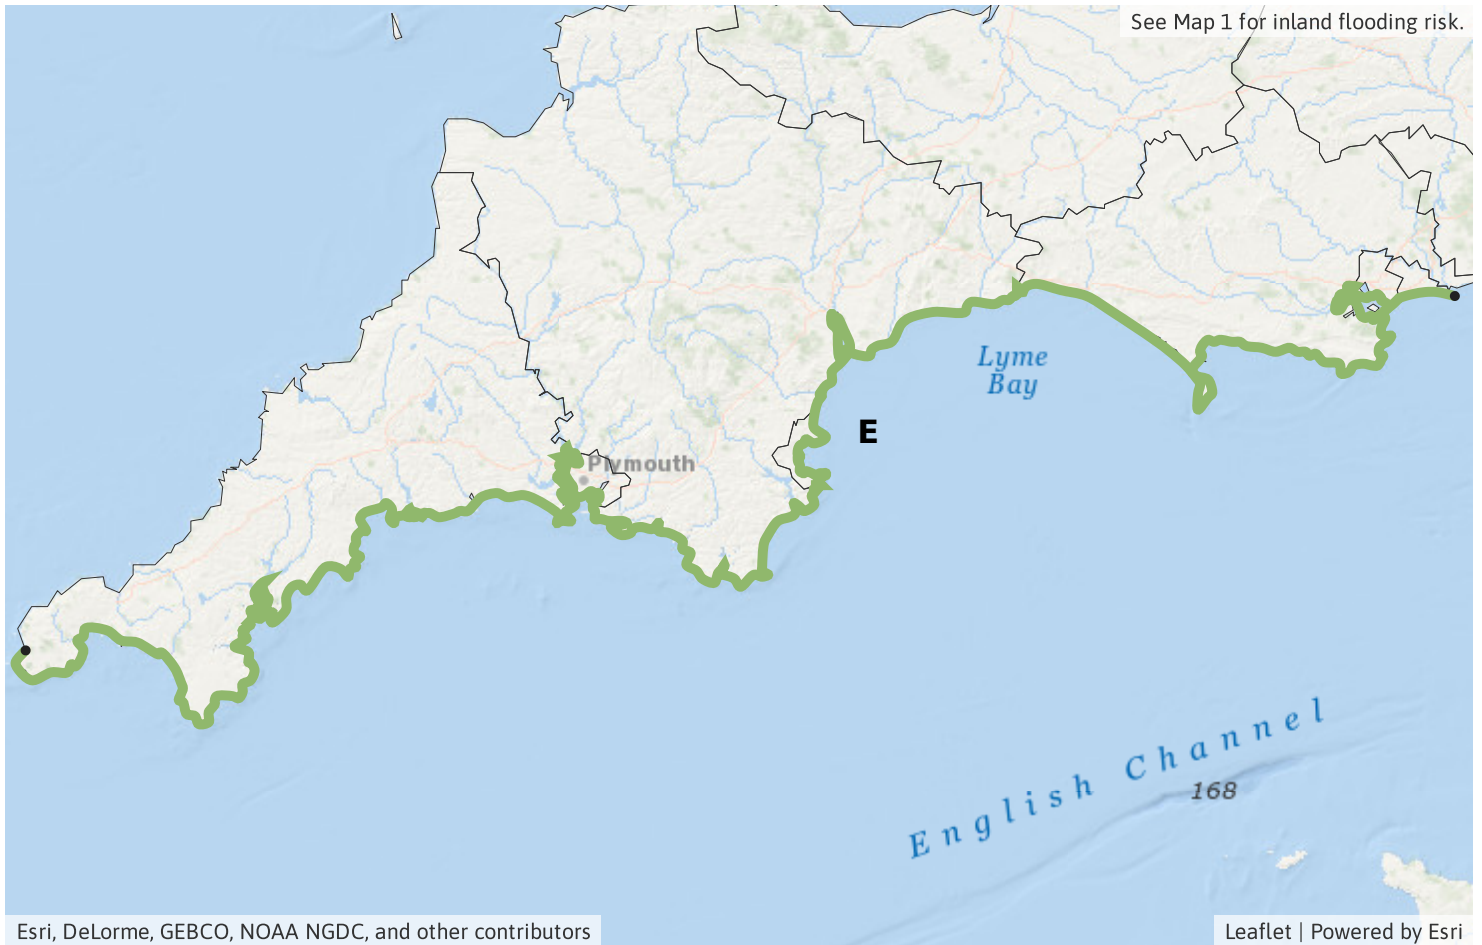 See Map 1 for inland flooding risk.
Lyme
Bay
E
Plymouth
English Channel
168
Esri, DeLorme, GEBCO, NOAA NGDC, and other contributors
Leaflet | Powered by Esri